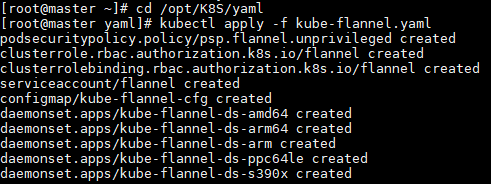 [root@master ~]# cd /opt/K8S/yaml
[root@master yaml]# kubectl apply -f kube-flannel.yaml
podsecuritypolicy.policy/psp.flannel.unprivileged created
clusterrole.rbac.authorization.k8s.io/flannel created
clusterrolebinding.rbac.authorization.k8s.io/flannel created
serviceaccount/flannel created
configmap/kube-flannel-cfg created
daemonset.apps/kube-flannel-ds-amd64 created
daemonset.apps/kube-flannel-ds-arm64 created
daemonset.apps/kube-flannel-ds-arm created
daemonset.apps/kube-flannel-ds-ppc64le created
daemonset.apps/kube-flannel-ds-s390x created